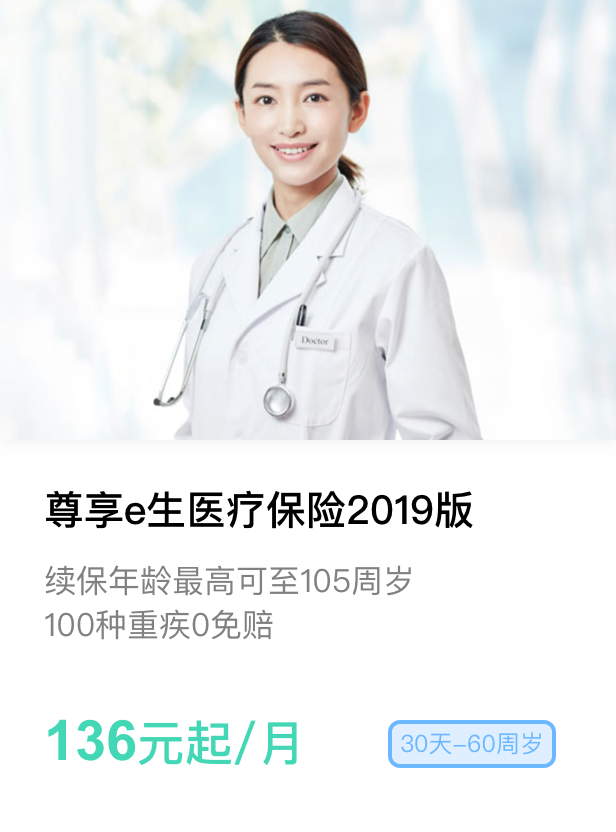 Doctor
尊享e生医疗保险2019版
续保年龄最高可至105周岁
100种重疾0免赔
136元起/月
30天-60周岁